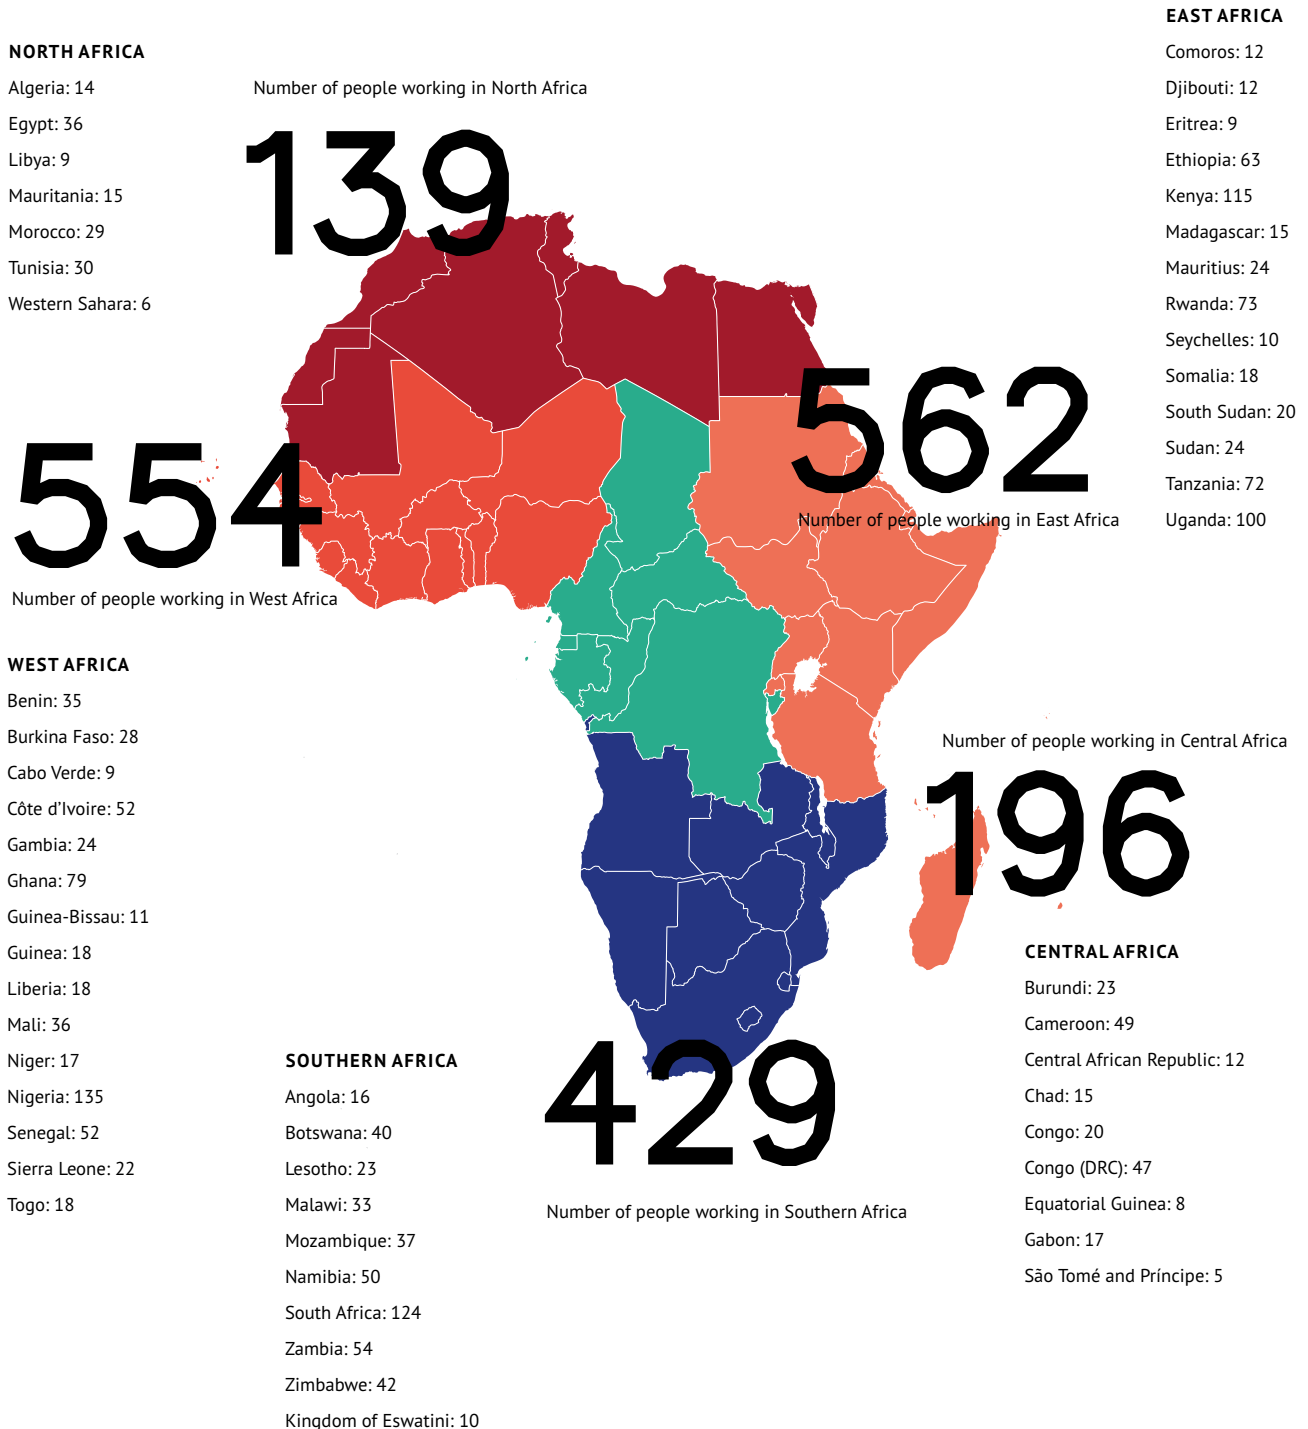 NORTH AFRICA
Algeria: 14
Egypt: 36
Libya: 9
Mauritania: 15
Morocco: 29
Tunisia: 30
Western Sahara: 6
Number of people working in North Africa
139
EAST AFRICA
Comoros: 12
Djibouti: 12
Eritrea: 9
Ethiopia: 63
Kenya: 115
Madagascar: 15
Mauritius: 24
Rwanda: 73
Seychelles: 10
Somalia: 18
South Sudan: 20
Sudan: 24
Tanzania: 72
Uganda: 100
562
Number of people working in East Africa
554
Number of people working in West Africa
WEST AFRICA
Benin: 35
Burkina Faso: 28
Cabo Verde: 9
Côte d’Ivoire: 52
Gambia: 24
Ghana: 79
Guinea-Bissau: 11
Guinea: 18
Liberia: 18
Mali: 36
Niger: 17
Nigeria: 135
Senegal: 52
Sierra Leone: 22
Togo: 18
Number of people working in Central Africa
196
CENTRAL AFRICA
Burundi: 23
Cameroon: 49
Central African Republic: 12
Chad: 15
Congo: 20
Congo (DRC): 47
Equatorial Guinea: 8
Gabon: 17
São Tomé and Príncipe: 5
SOUTHERN AFRICA
Angola: 16
Botswana: 40
Lesotho: 23
Malawi: 33
Mozambique: 37
Namibia: 50
South Africa: 124
Zambia: 54
Zimbabwe: 42
Kingdom of Eswatini: 10
429
Number of people working in Southern Africa